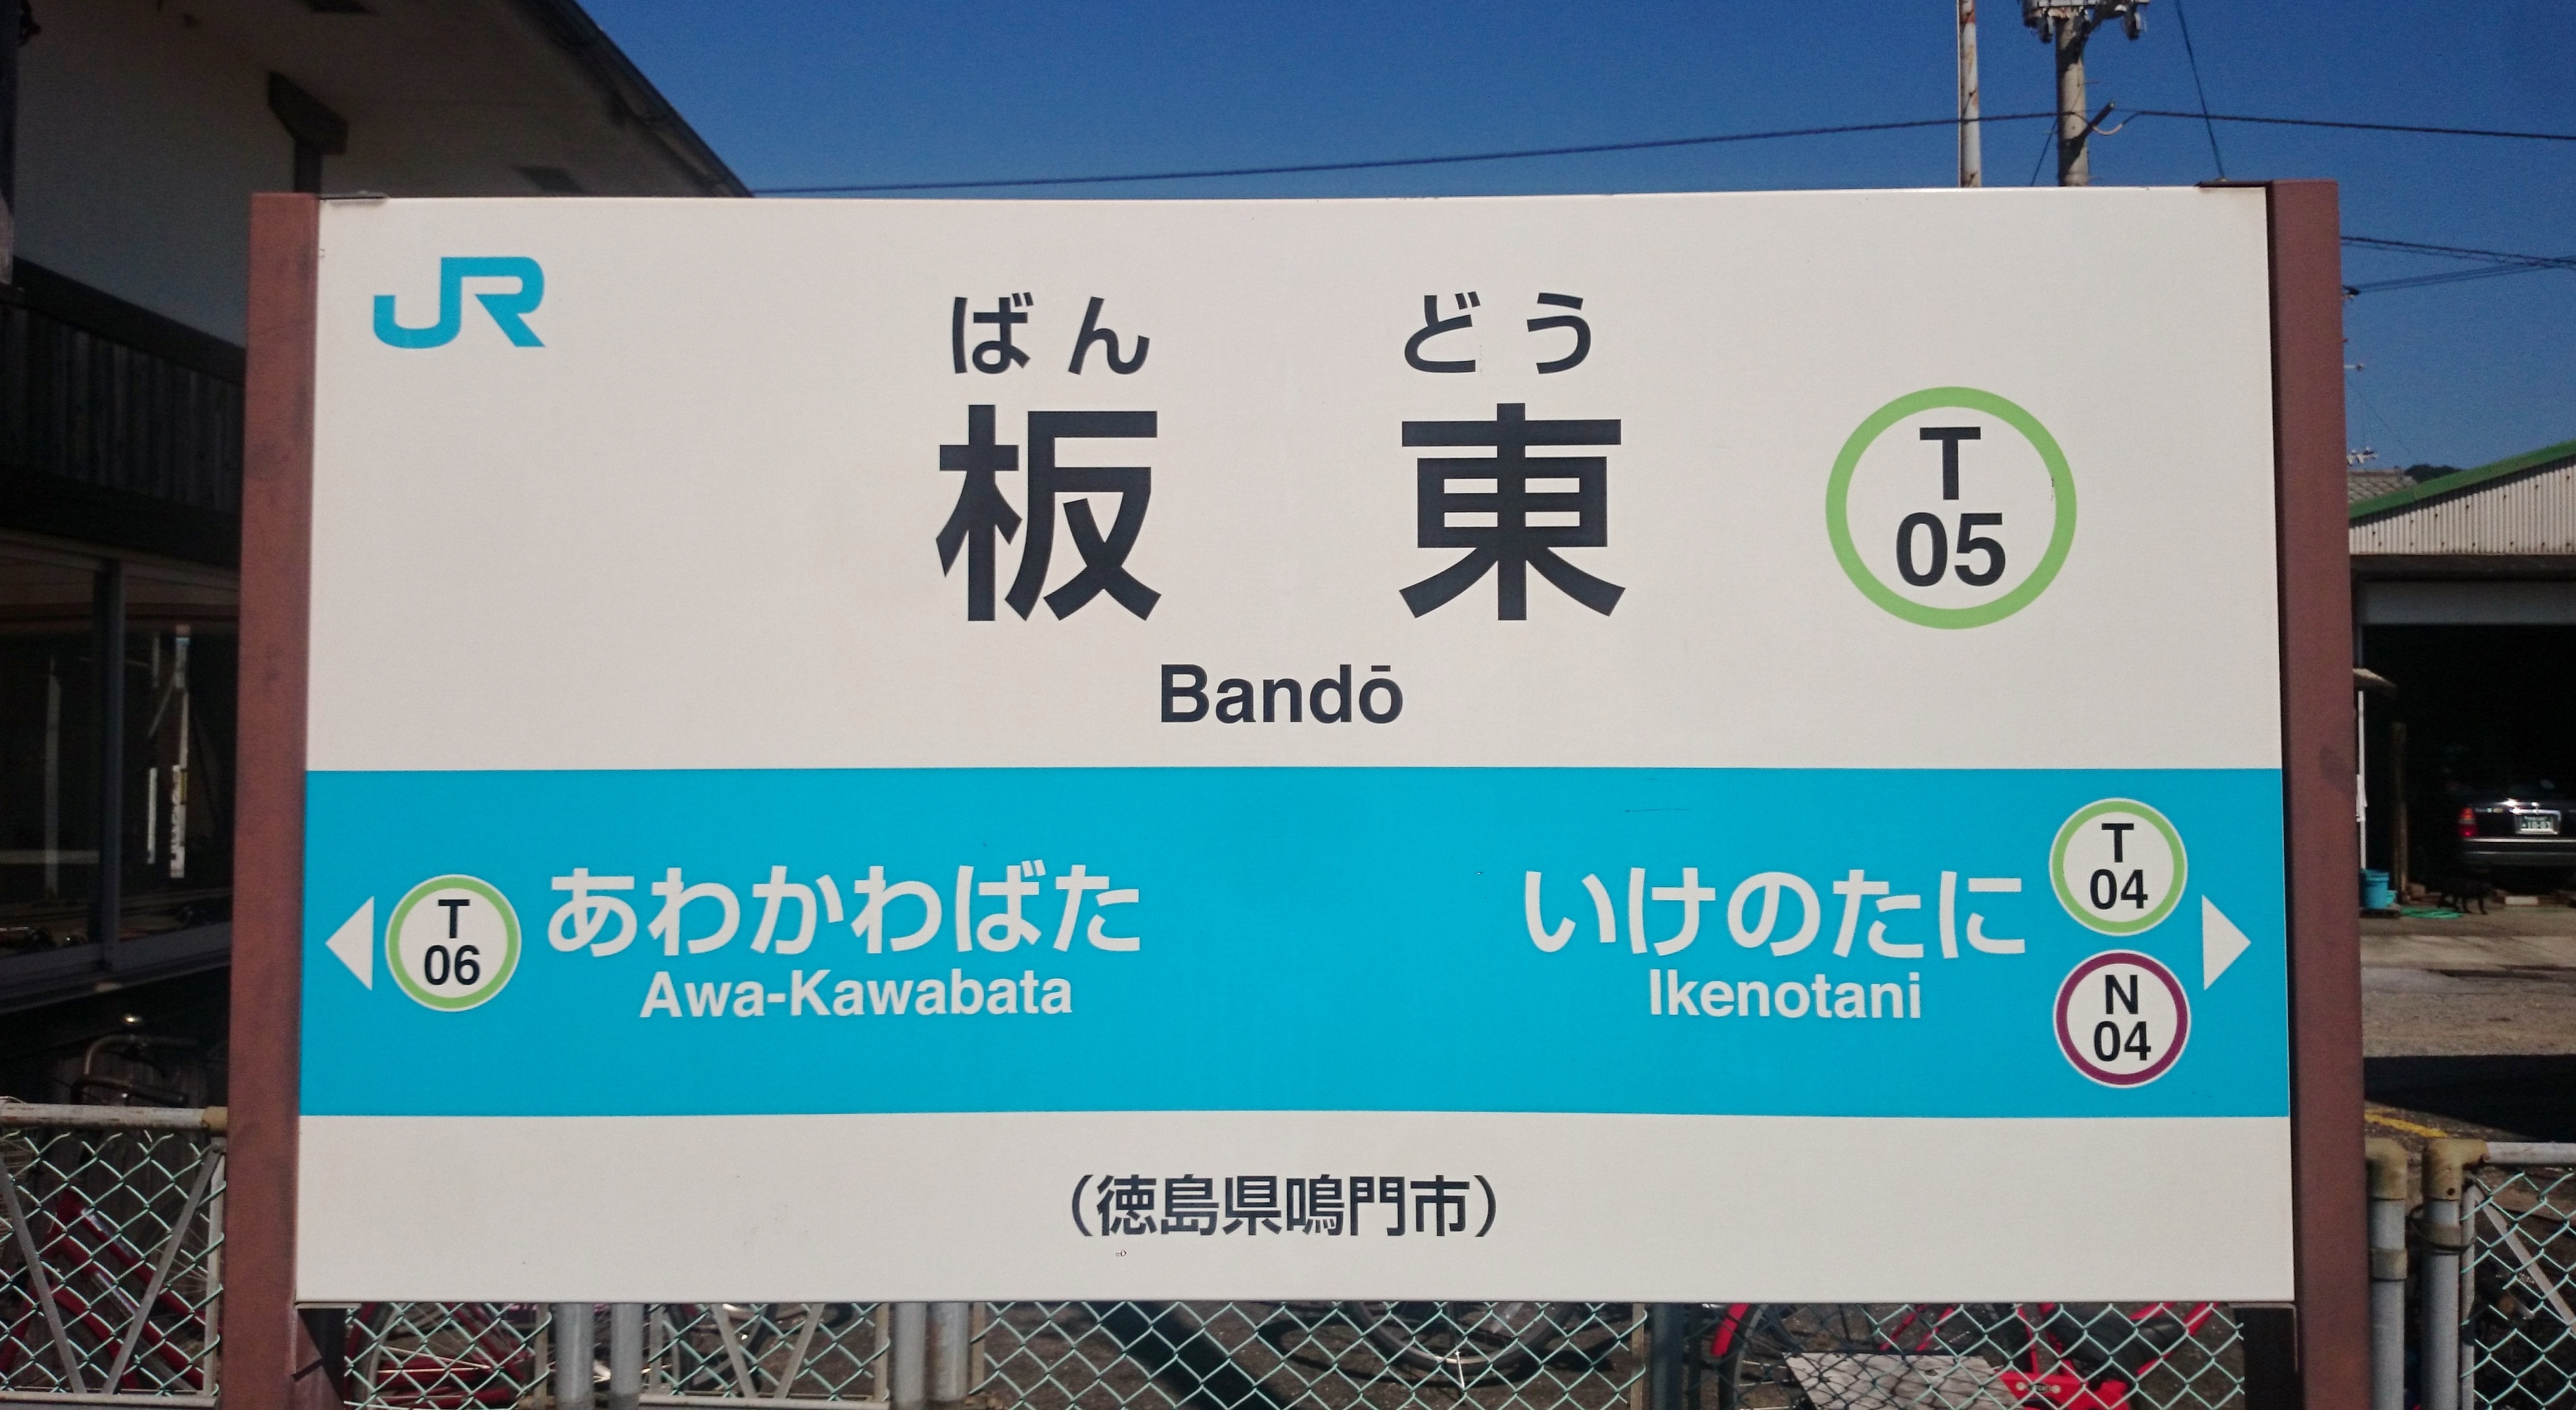 JR
ばん どう
板 東
T
05
Bandō
T
06
あわかわばた
Awa-Kawabata
いけのたに
Ikenotani
T
04
N
04
(徳島県鳴門市)